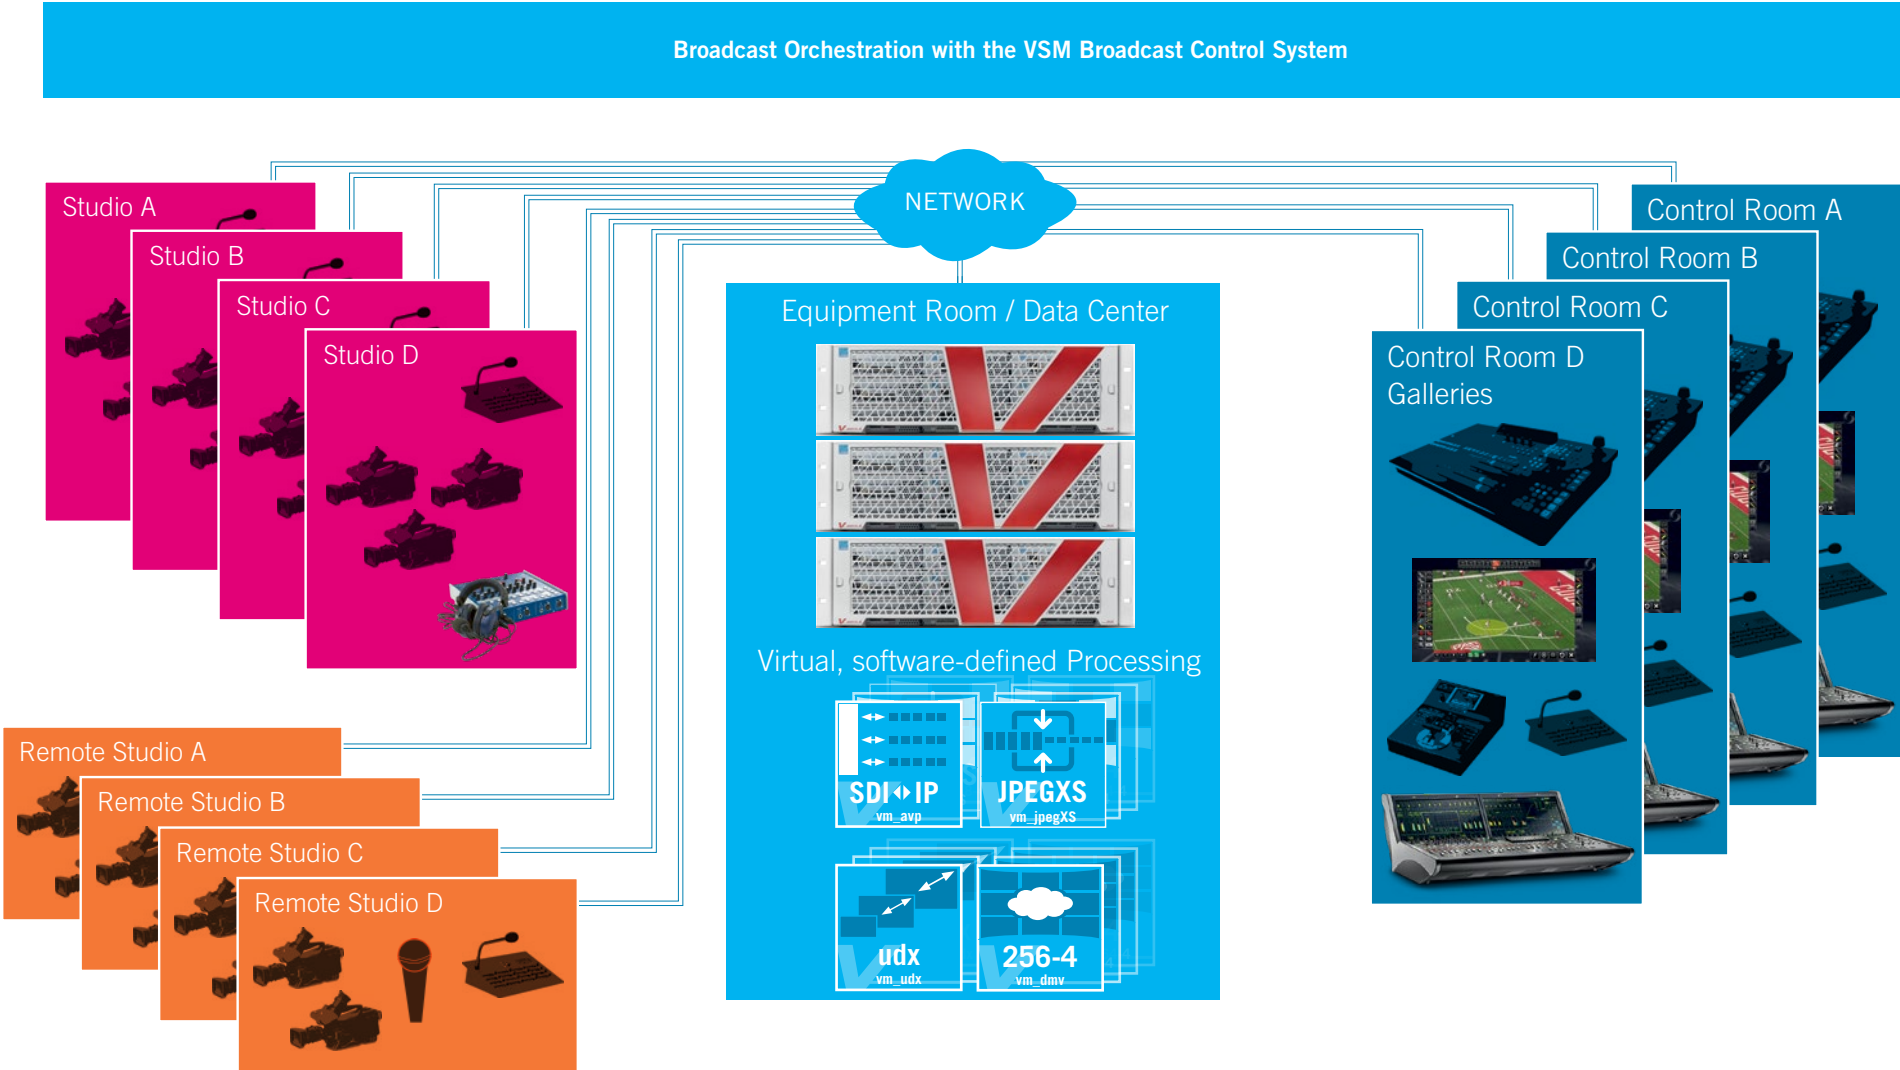 Broadcast Orchestration with the VSM Broadcast Control System
NETWORK
Studio A
Studio B
Studio C
Studio D
Remote Studio A
Remote Studio B
Remote Studio C
Remote Studio D
Equipment Room / Data Center
Virtual, software-defined Processing
SDI IP
vm_avp
JPEGXS
vm_jpegXS
udx
vm_udx
256-4
vm_dmv
Control Room A
Control Room B
Control Room C
Control Room D
Galleries